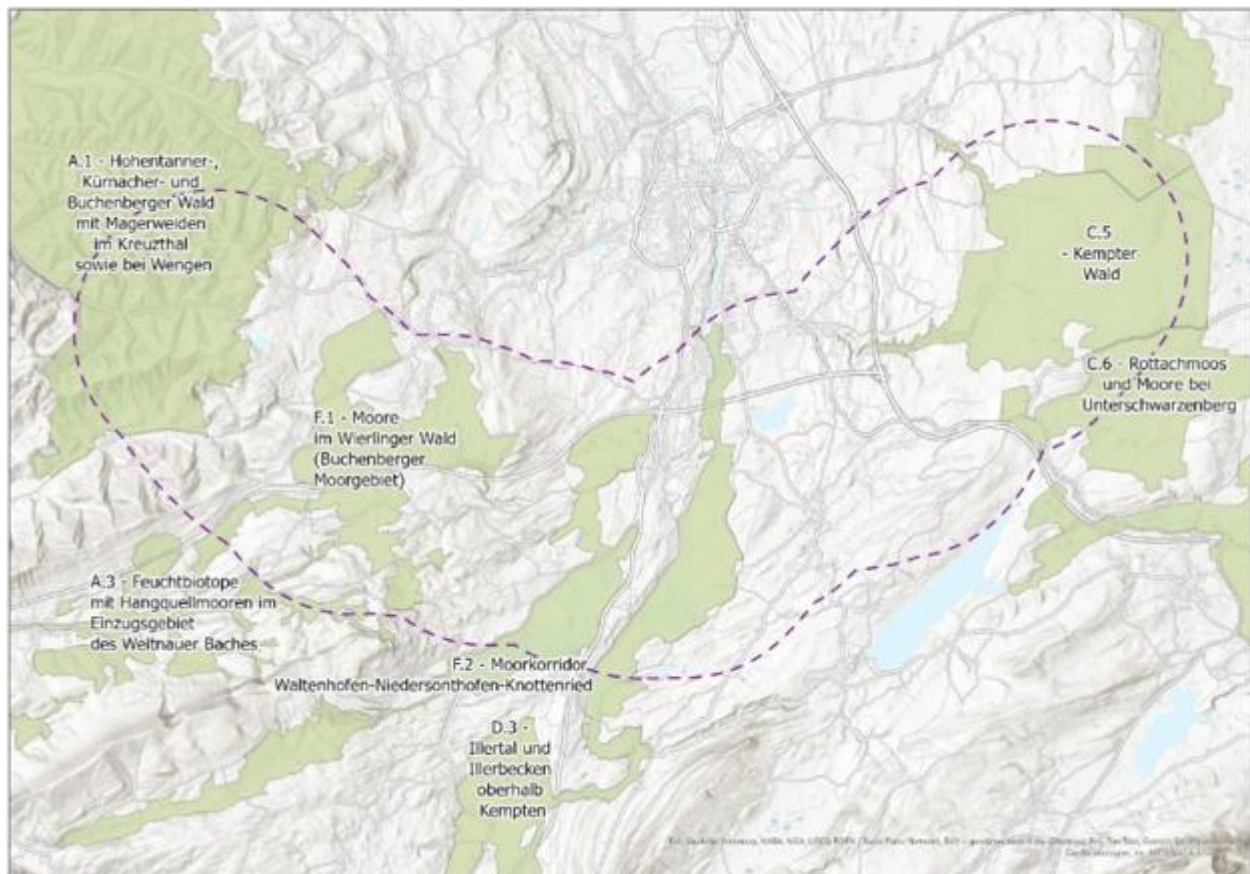 A.1 - Hohentanner-,
Kürnacher- und
Buchenberger Wald
mit Magerweiden
im Kreuzthal
sowie bei Wengen
C.5
- Kempter
Wald
C.6 - Rottachmoos
und Moore bei
Unterschwarzenberg
F.1 - Moore
im Wierlinger Wald
(Buchenberger
Moorgebiet)
A.3 - Feuchtbiotope
mit Hangquellmooren im
Einzugsgebiet
des Weitnauer Baches
F.2 - Moorkorridor
Waltenhofen-Niedersonthofen-Knottenried
D.3 -
Illertal und
Illerbecken
oberhalb
Kempten